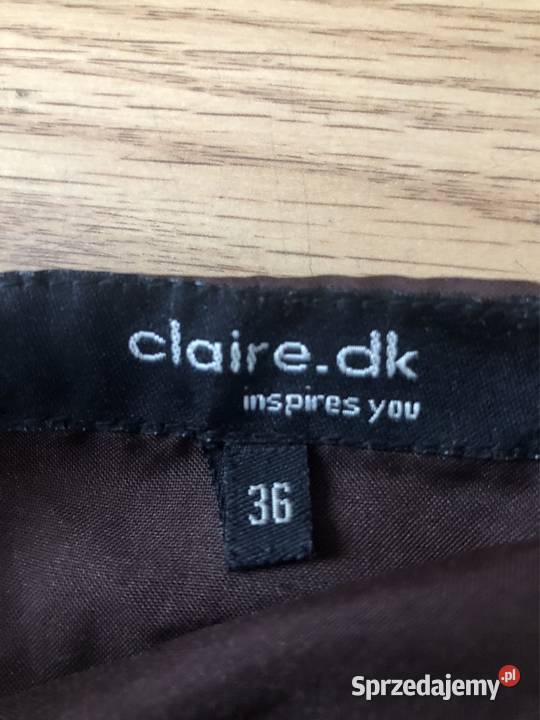 claire.dk
inspires you
36
Sprzedajemy.pl